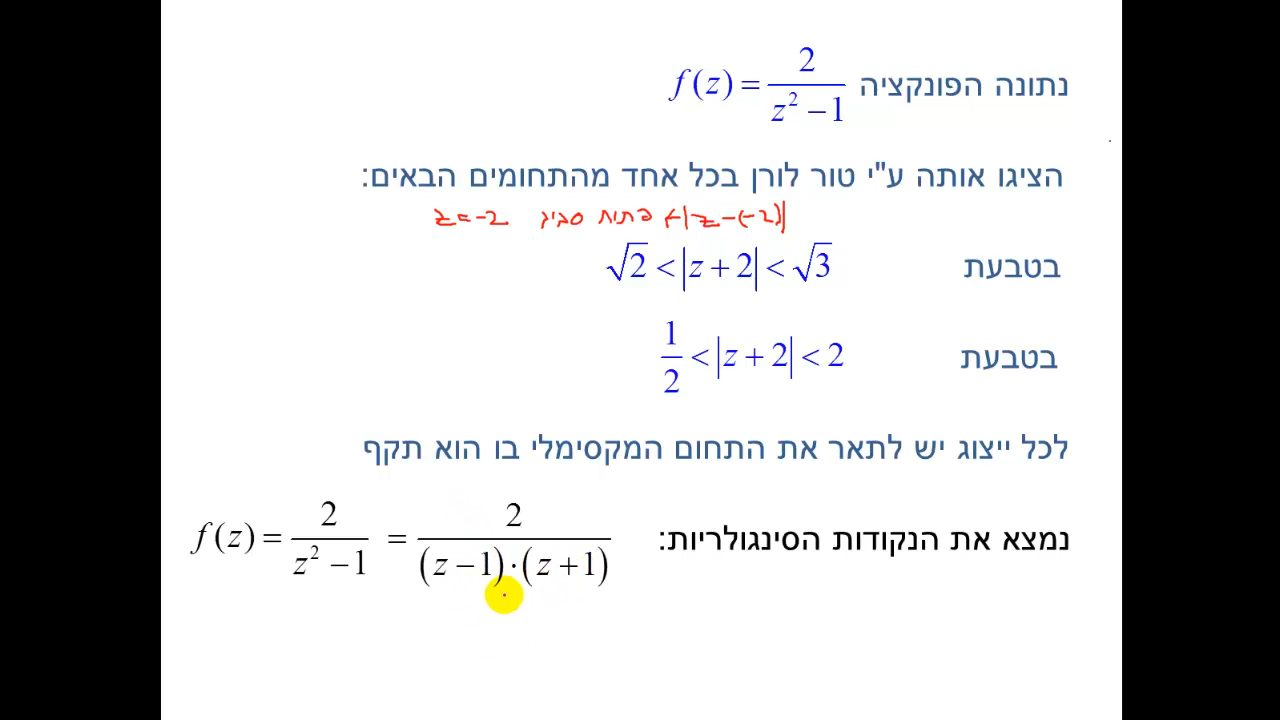 נתונה הפונקציה f(z) = 2/(z² − 1)
הציגו אותה ע"י טור לורן בכל אחד מהתחומים הבאים:
|z−(−2)| ← פתוח סביב z=−2
בטבעת √2 < |z + 2| < √3
בטבעת 1/2 < |z + 2| < 2
לכל ייצוג יש לתאר את התחום המקסימלי בו הוא תקף
נמצא את הנקודות הסינגולריות: f(z) = 2/(z² − 1) = 2/((z − 1)·(z + 1))